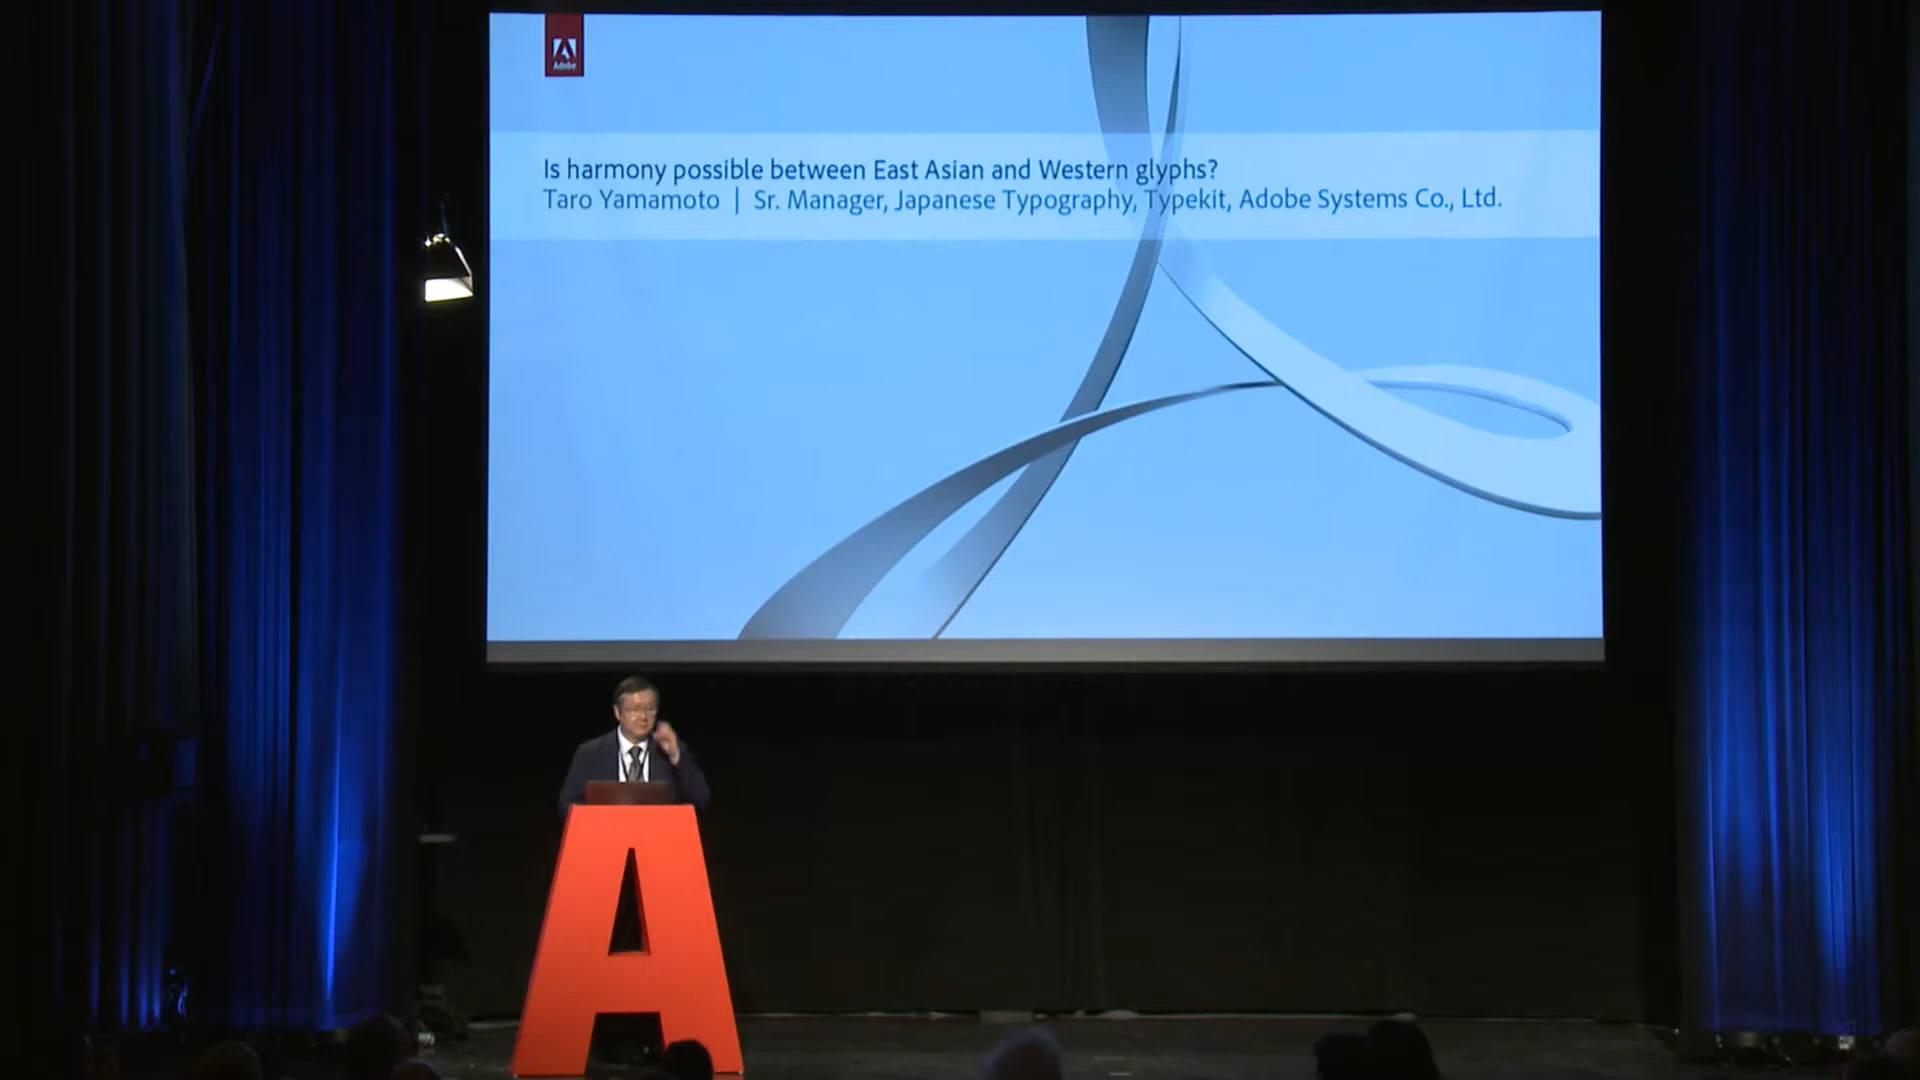 Adobe
Is harmony possible between East Asian and Western glyphs?
Taro Yamamoto | Sr. Manager, Japanese Typography, Typekit, Adobe Systems Co., Ltd.
A